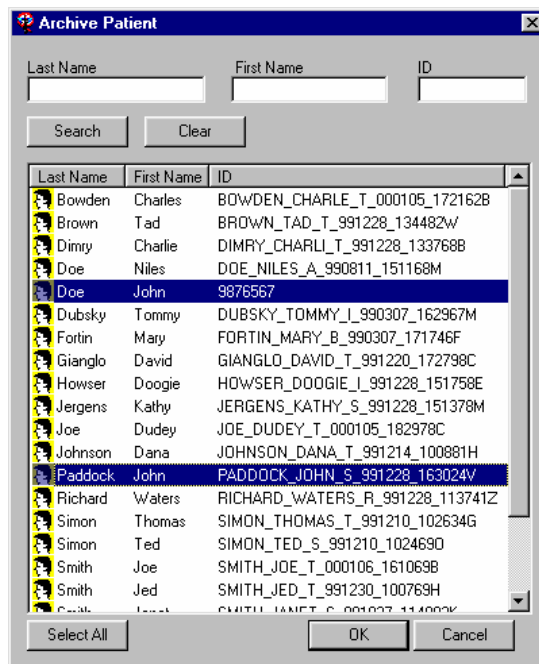 Archive Patient
Last Name First Name ID
Search Clear
Last Name First Name ID
Bowden Charles BOWDEN_CHARLE_T_000105_172162B
Brown Tad BROWN_TAD_T_991228_134482W
Dimry Charlie DIMRY_CHARLI_T_991228_133768B
Doe Niles DOE_NILES_A_990811_151168M
Doe John 9876567
Dubsky Tommy DUBSKY_TOMMY_I_990307_162967M
Fortin Mary FORTIN_MARY_B_990307_171746F
Gianglo David GIANGLO_DAVID_T_991220_172798C
Howser Doogie HOWSER_DOOGIE_I_991228_151758E
Jergens Kathy JERGENS_KATHY_S_991228_151378M
Joe Dudey JOE_DUDEY_T_000105_182978C
Johnson Dana JOHNSON_DANA_T_991214_100881H
Paddock John PADDOCK_JOHN_S_991228_163024V
Richard Waters RICHARD_WATERS_R_991228_113741Z
Simon Thomas SIMON_THOMAS_T_991210_102634G
Simon Ted SIMON_TED_S_991210_102469O
Smith Joe SMITH_JOE_T_000106_161069B
Smith Jed SMITH_JED_T_991230_100769H
Smith Janet
Select All OK Cancel